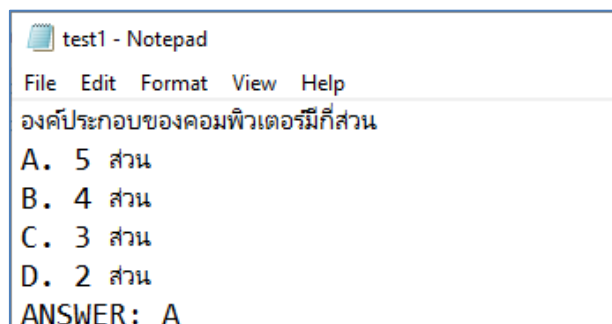 test1 - Notepad
File Edit Format View Help
องค์ประกอบของคอมพิวเตอร์มีกี่ส่วน
A. 5 ส่วน
B. 4 ส่วน
C. 3 ส่วน
D. 2 ส่วน
ANSWER: A